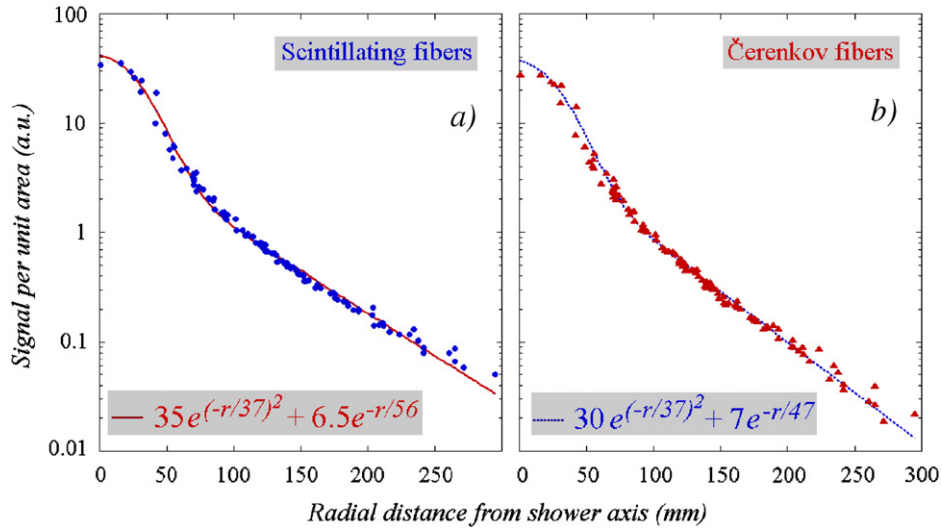 100
10
1
0.1
0.01
Signal per unit area (a.u.)
Scintillating fibers
a)
35e^{(-r/37)^2} + 6.5e^{-r/56}
0 50 100 150 200 250
Čerenkov fibers
b)
30 e^{(-r/37)^2} + 7e^{-r/47}
0 50 100 150 200 250 300
Radial distance from shower axis (mm)